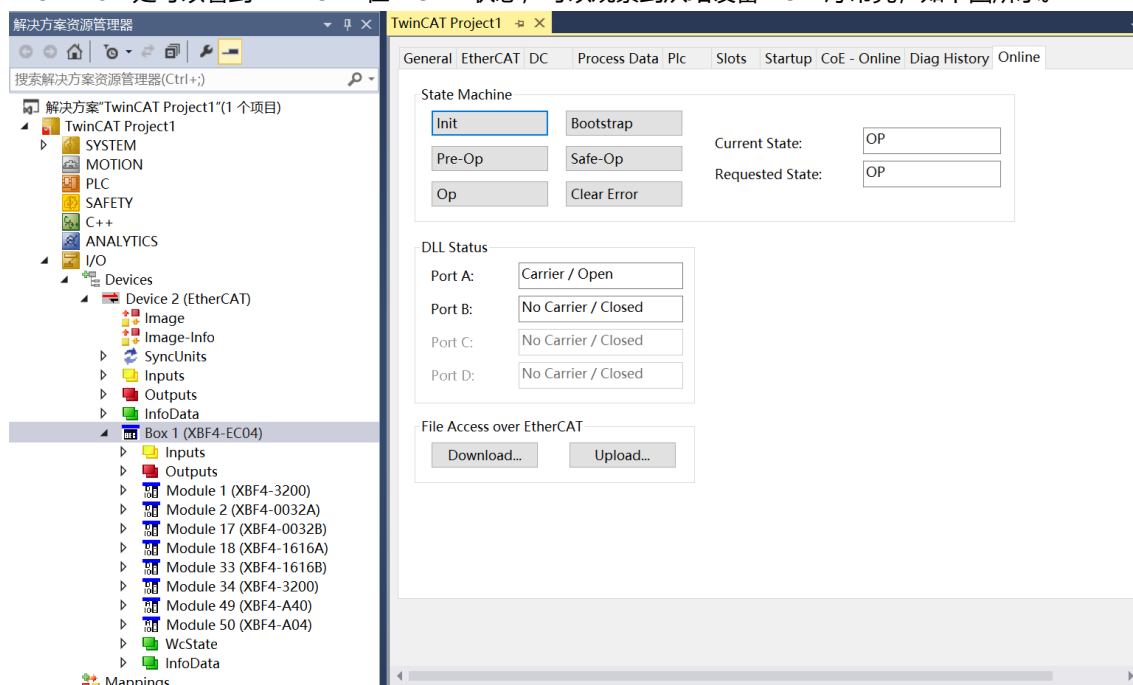 解决方案资源管理器
搜索解决方案资源管理器(Ctrl+;)
解决方案"TwinCAT Project1"(1 个项目)
TwinCAT Project1
SYSTEM
MOTION
PLC
SAFETY
C++
ANALYTICS
I/O
Devices
Device 2 (EtherCAT)
Image
Image-Info
SyncUnits
Inputs
Outputs
InfoData
Box 1 (XBF4-EC04)
Inputs
Outputs
Module 1 (XBF4-3200)
Module 2 (XBF4-0032A)
Module 17 (XBF4-0032B)
Module 18 (XBF4-1616A)
Module 33 (XBF4-1616B)
Module 34 (XBF4-3200)
Module 49 (XBF4-A40)
Module 50 (XBF4-A04)
WcState
InfoData
Mappings
TwinCAT Project1
General EtherCAT DC Process Data Plc Slots Startup CoE - Online Diag History Online
State Machine
Init Bootstrap
Pre-Op Safe-Op
Op Clear Error
Current State: OP
Requested State: OP
DLL Status
Port A: Carrier / Open
Port B: No Carrier / Closed
Port C: No Carrier / Closed
Port D: No Carrier / Closed
File Access over EtherCAT
Download... Upload...